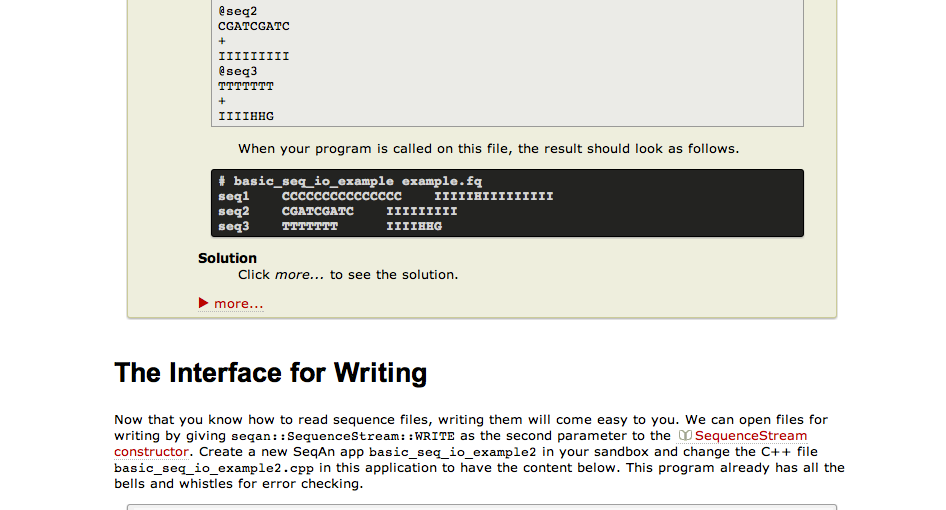 @seq2
CGATCGATC
+
IIIIIIIII
@seq3
TTTTTTT
+
IIIIHHG
When your program is called on this file, the result should look as follows.
# basic_seq_io_example example.fq
seq1    CCCCCCCCCCCCCCC    IIIIIHIIIIIIIII
seq2    CGATCGATC    IIIIIIIII
seq3    TTTTTTT      IIIIHHG
Solution
Click more... to see the solution.
▶ more...
The Interface for Writing
Now that you know how to read sequence files, writing them will come easy to you. We can open files for
writing by giving seqan::SequenceStream::WRITE as the second parameter to the SequenceStream
constructor. Create a new SeqAn app basic_seq_io_example2 in your sandbox and change the C++ file
basic_seq_io_example2.cpp in this application to have the content below. This program already has all the
bells and whistles for error checking.